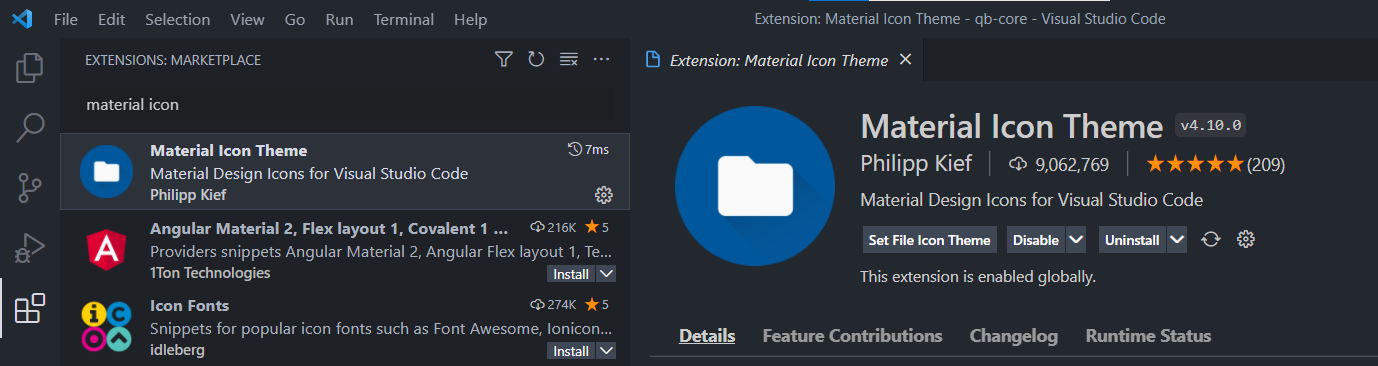 File Edit Selection View Go Run Terminal Help
Extension: Material Icon Theme - qb-core - Visual Studio Code
EXTENSIONS: MARKETPLACE
material icon
Material Icon Theme 7ms
Material Design Icons for Visual Studio Code
Philipp Kief
Angular Material 2, Flex layout 1, Covalent 1 ... 216K 5
Providers snippets Angular Material 2, Angular Flex layout 1, Te...
1Ton Technologies Install
Icon Fonts 274K 5
Snippets for popular icon fonts such as Font Awesome, Ionicon...
idleberg Install
Extension: Material Icon Theme
Material Icon Theme v4.10.0
Philipp Kief 9,062,769 (209)
Material Design Icons for Visual Studio Code
Set File Icon Theme Disable Uninstall
This extension is enabled globally.
Details Feature Contributions Changelog Runtime Status